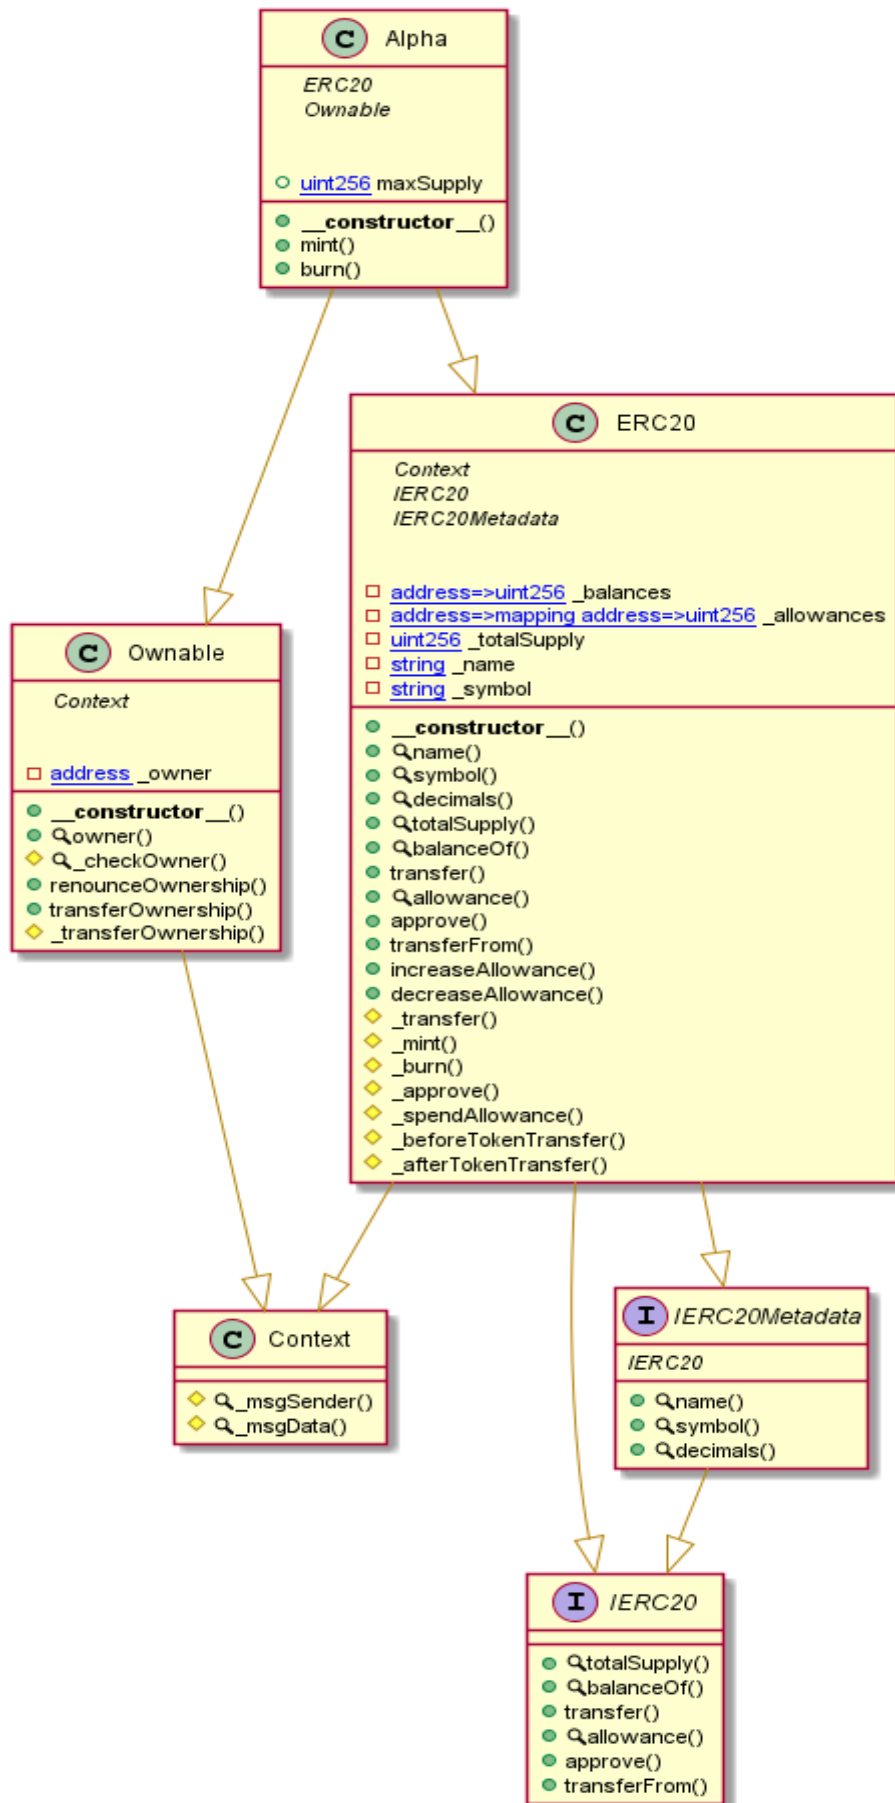 C Alpha
ERC20
Ownable
uint256 maxSupply
__constructor__()
mint()
burn()
C ERC20
Context
IERC20
IERC20Metadata
address=>uint256 _balances
address=>mapping address=>uint256 _allowances
uint256 _totalSupply
string _name
string _symbol
__constructor__()
name()
symbol()
decimals()
totalSupply()
balanceOf()
transfer()
allowance()
approve()
transferFrom()
increaseAllowance()
decreaseAllowance()
_transfer()
_mint()
_burn()
_approve()
_spendAllowance()
_beforeTokenTransfer()
_afterTokenTransfer()
C Ownable
Context
address _owner
__constructor__()
owner()
_checkOwner()
renounceOwnership()
transferOwnership()
_transferOwnership()
C Context
_msgSender()
_msgData()
I IERC20Metadata
IERC20
name()
symbol()
decimals()
I IERC20
totalSupply()
balanceOf()
transfer()
allowance()
approve()
transferFrom()